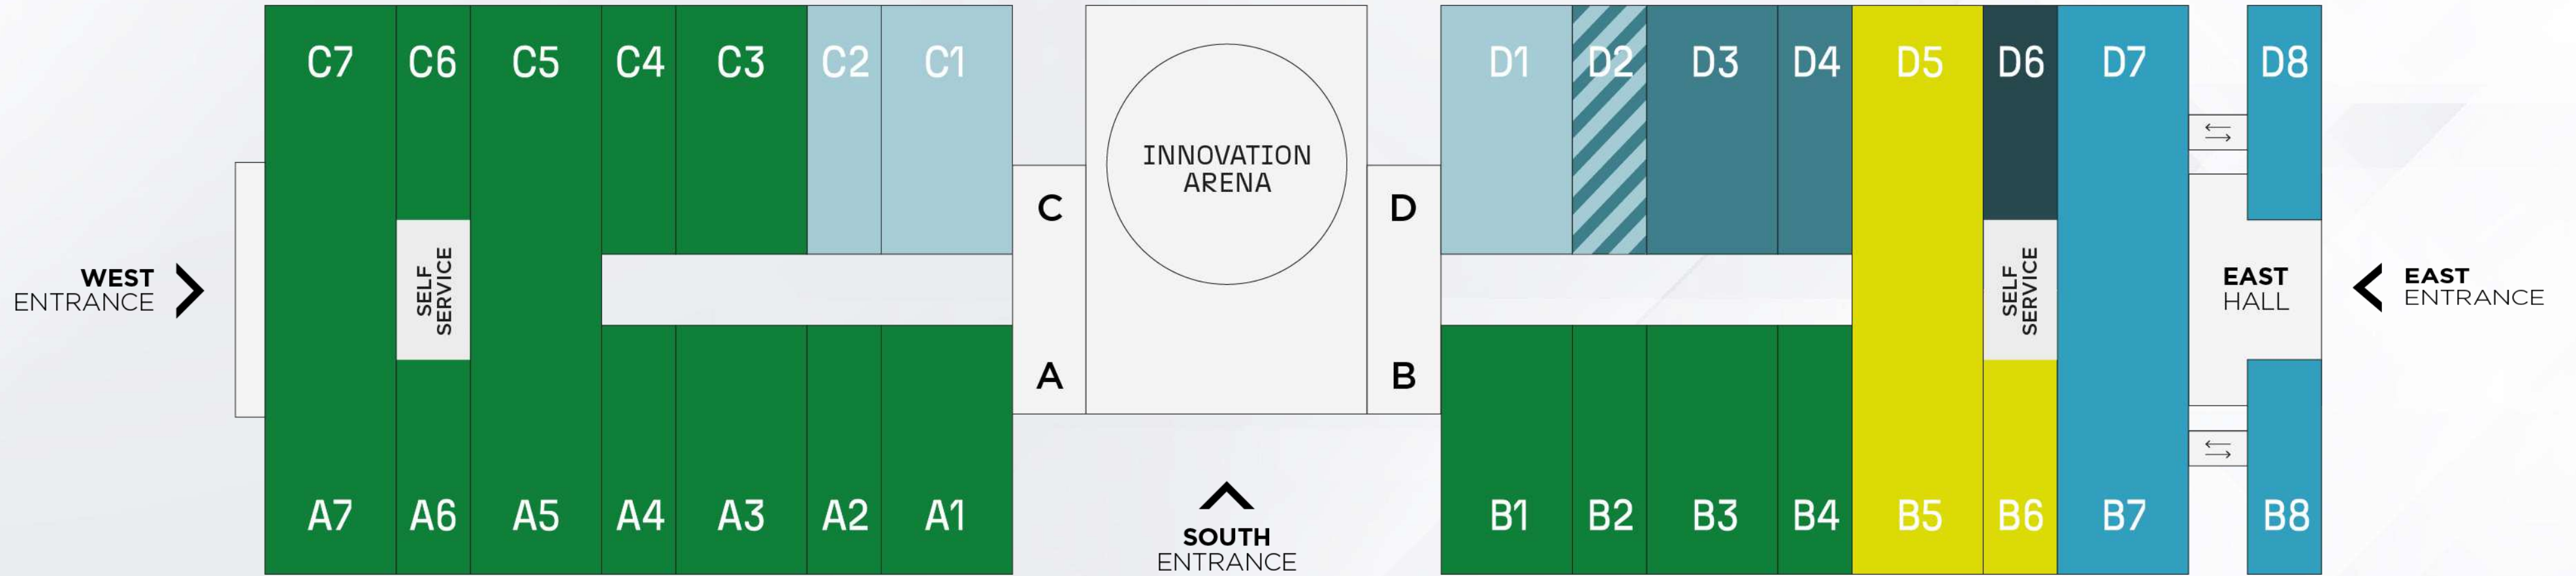 C7 C6 C5 C4 C3 C2 C1
D1 D2 D3 D4 D5 D6 D7 D8
INNOVATION
ARENA
C
D
WEST
ENTRANCE
SELF
SERVICE
SELF
SERVICE
EAST
HALL
EAST
ENTRANCE
A
B
A7 A6 A5 A4 A3 A2 A1
B1 B2 B3 B4 B5 B6 B7 B8
SOUTH
ENTRANCE